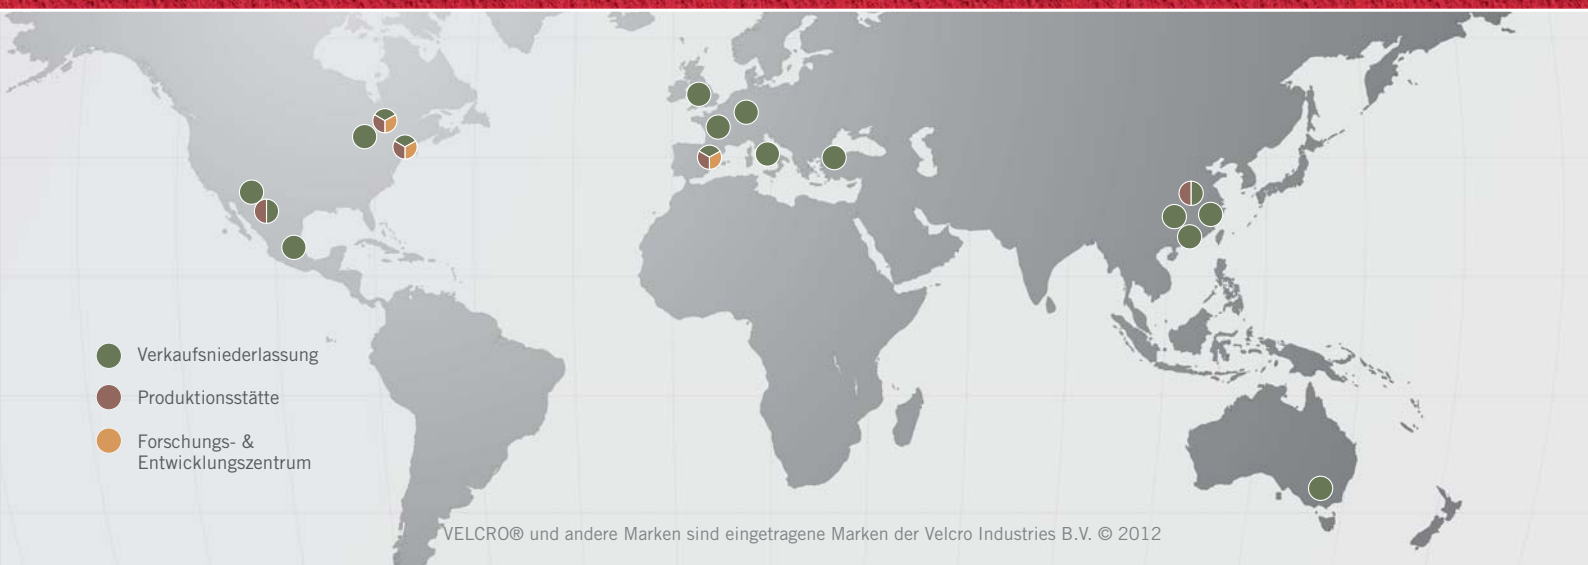 Verkaufsniederlassung
Produktionsstätte
Forschungs- &
Entwicklungszentrum
VELCRO® und andere Marken sind eingetragene Marken der Velcro Industries B.V. © 2012